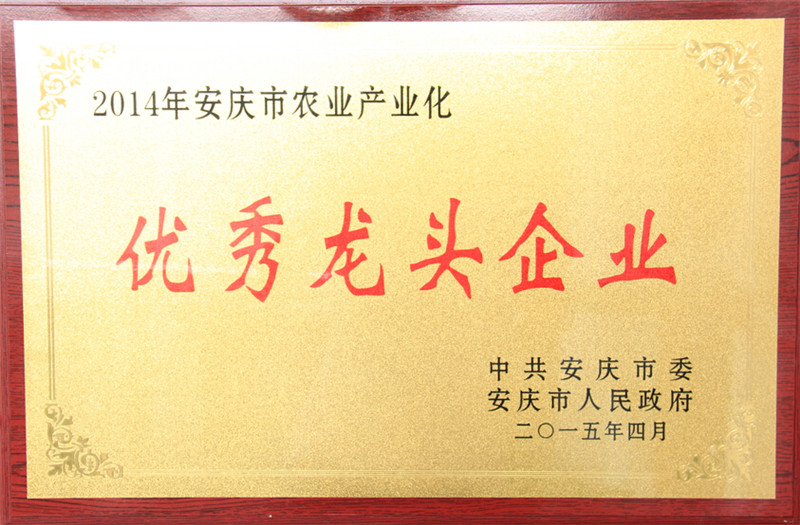 2014年安庆市农业产业化
优秀龙头企业
中共安庆市委
安庆市人民政府
二〇一五年四月